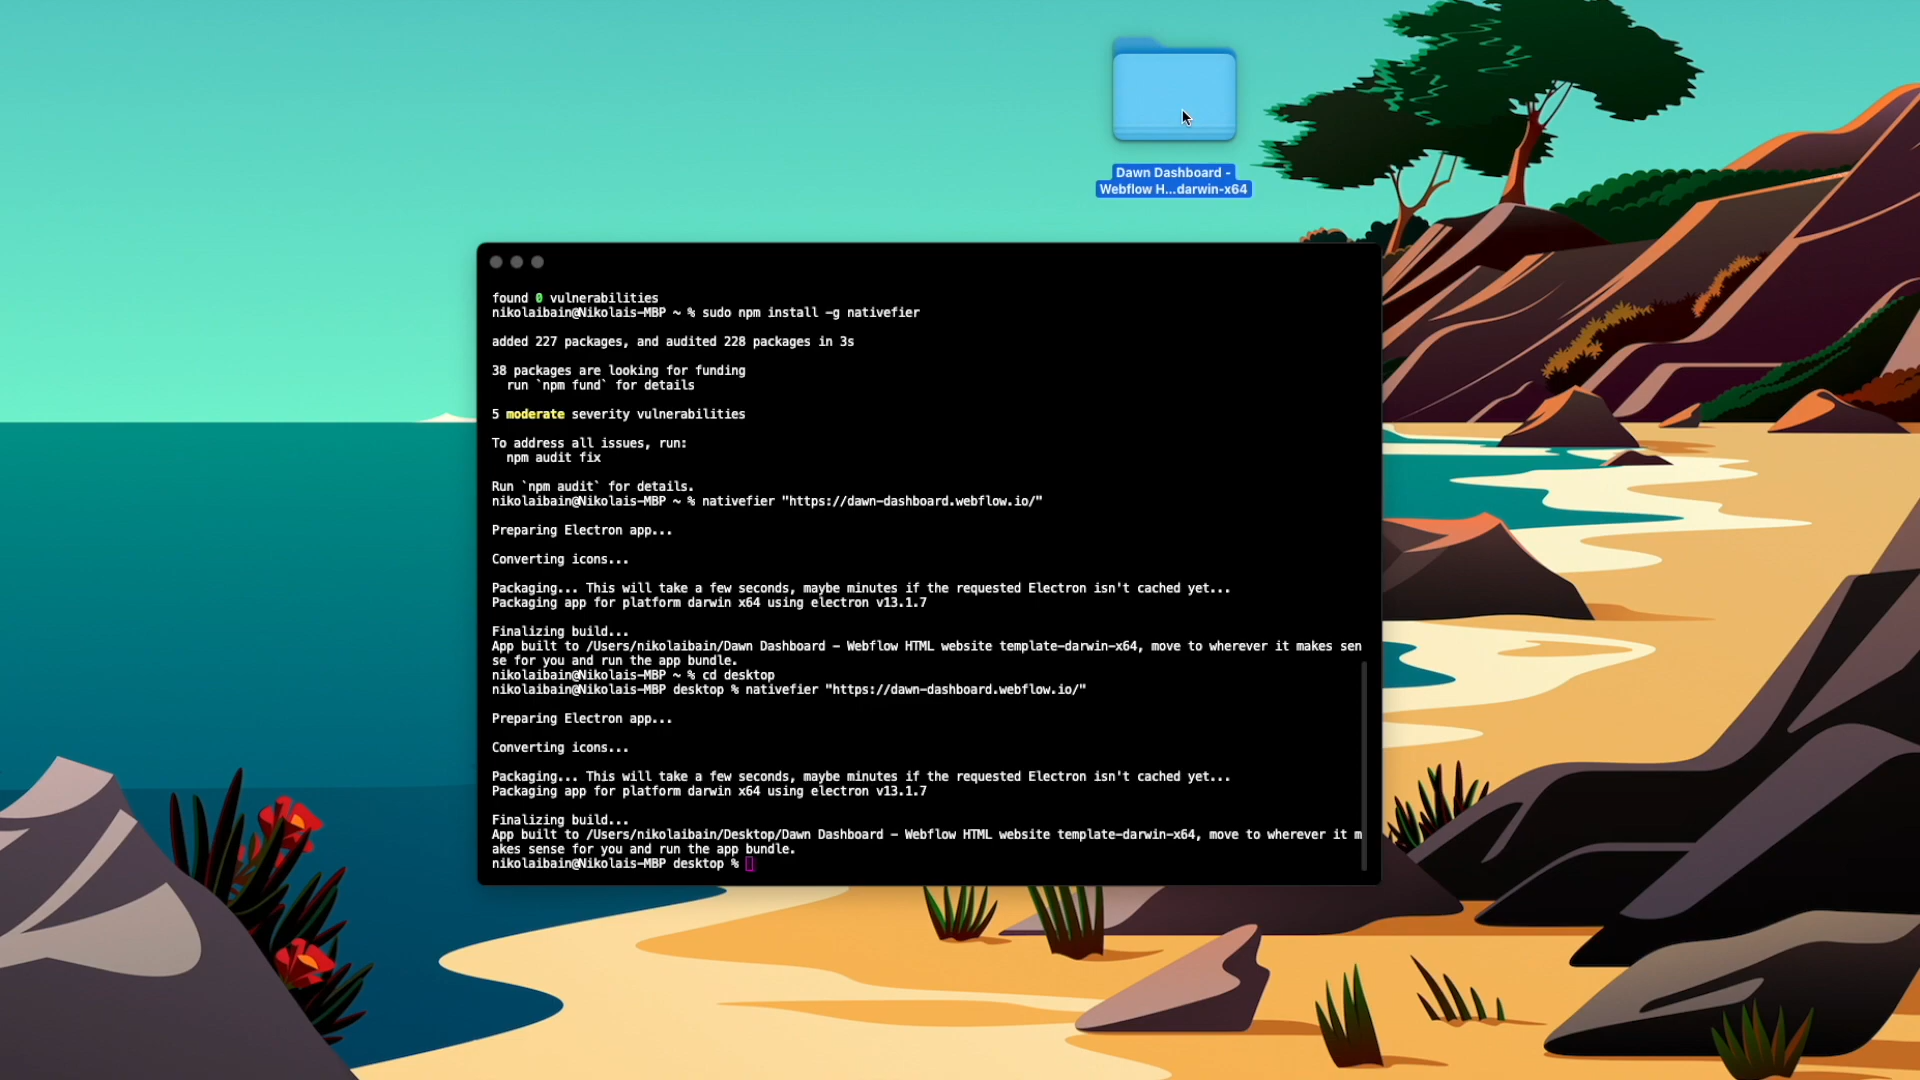 Dawn Dashboard -
Webflow H...darwin-x64
found 0 vulnerabilities
nikolaibain@Nikolais-MBP ~ % sudo npm install -g nativefier
added 227 packages, and audited 228 packages in 3s
38 packages are looking for funding
run `npm fund` for details
5 moderate severity vulnerabilities
To address all issues, run:
npm audit fix
Run `npm audit` for details.
nikolaibain@Nikolais-MBP ~ % nativefier "https://dawn-dashboard.webflow.io/"
Preparing Electron app...
Converting icons...
Packaging... This will take a few seconds, maybe minutes if the requested Electron isn't cached yet...
Packaging app for platform darwin x64 using electron v13.1.7
Finalizing build...
App built to /Users/nikolaibain/Dawn Dashboard - Webflow HTML website template-darwin-x64, move to wherever it makes sen
se for you and run the app bundle.
nikolaibain@Nikolais-MBP ~ % cd desktop
nikolaibain@Nikolais-MBP desktop % nativefier "https://dawn-dashboard.webflow.io/"
Preparing Electron app...
Converting icons...
Packaging... This will take a few seconds, maybe minutes if the requested Electron isn't cached yet...
Packaging app for platform darwin x64 using electron v13.1.7
Finalizing build...
App built to /Users/nikolaibain/Desktop/Dawn Dashboard - Webflow HTML website template-darwin-x64, move to wherever it m
akes sense for you and run the app bundle.
nikolaibain@Nikolais-MBP desktop %